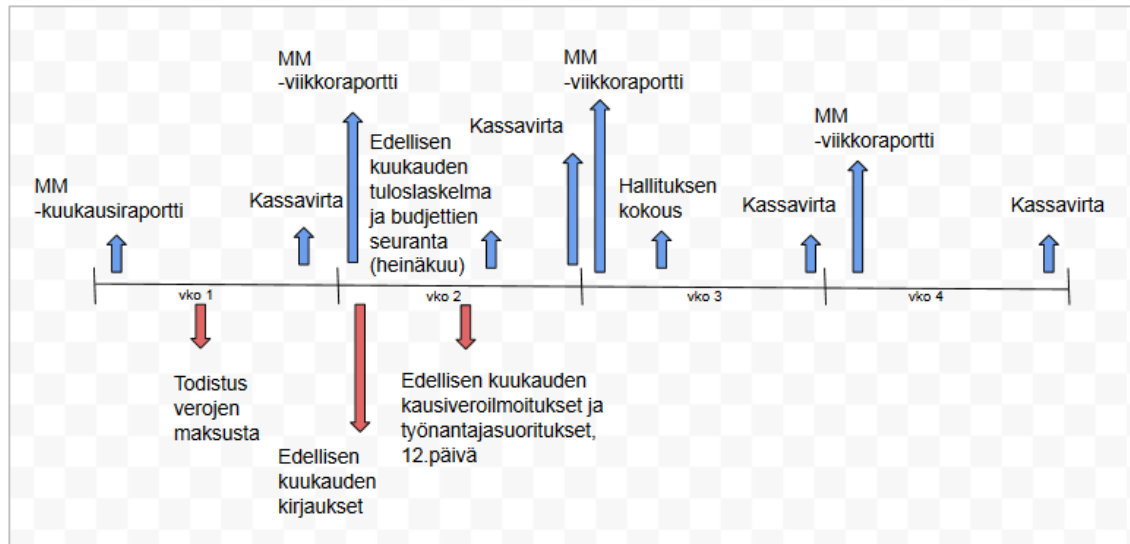 MM
-kuukausiraportti
Kassavirta
MM
-viikkoraportti
Edellisen
kuukauden
tuloslaskelma
ja budjettien
seuranta
(heinäkuu)
Kassavirta
MM
-viikkoraportti
Hallituksen
kokous
Kassavirta
MM
-viikkoraportti
Kassavirta
vko 1
vko 2
vko 3
vko 4
Todistus
verojen
maksusta
Edellisen
kuukauden
kirjaukset
Edellisen kuukauden
kausiveroilmoitukset ja
työnantajasuoritukset,
12.päivä